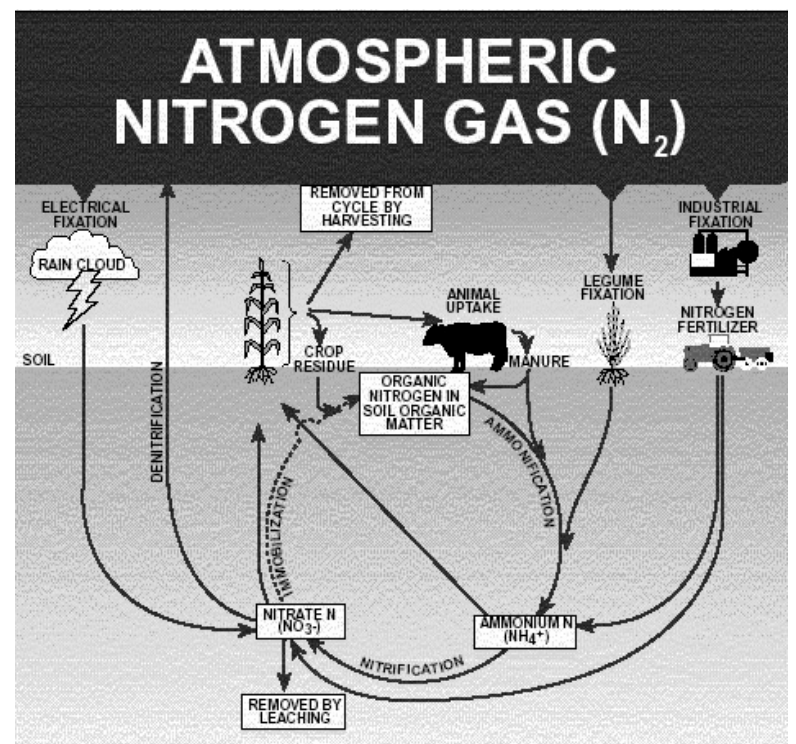 ATMOSPHERIC
NITROGEN GAS (N₂)
ELECTRICAL
FIXATION
RAIN CLOUD
REMOVED FROM
CYCLE BY
HARVESTING
INDUSTRIAL
FIXATION
LEGUME
FIXATION
ANIMAL
UPTAKE
NITROGEN
FERTILIZER
SOIL
CROP
RESIDUE
MANURE
ORGANIC
NITROGEN IN
SOIL ORGANIC
MATTER
DENITRIFICATION
AMMONIFICATION
IMMOBILIZATION
NITRATE N
(NO₃-)
AMMONIUM N
(NH₄⁺)
NITRIFICATION
REMOVED BY
LEACHING